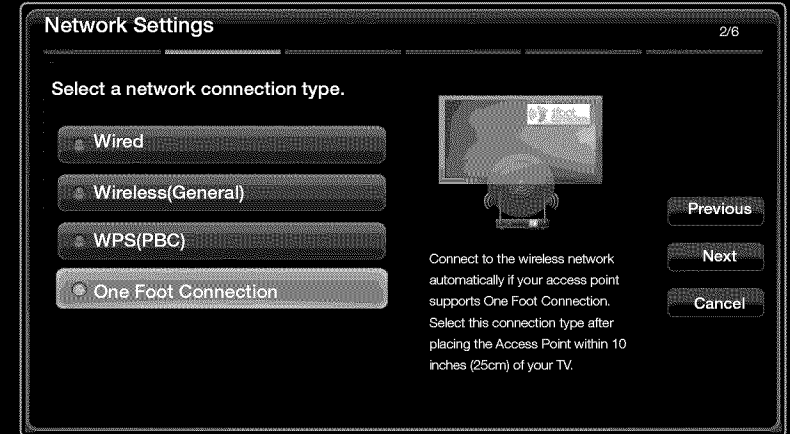 Network Settings
2/6
Select a network connection type.
Wired
Wireless(General)
WPS(PBC)
One Foot Connection
Connect to the wireless network
automatically if your access point
supports One Foot Connection.
Select this connection type after
placing the Access Point within 10
inches (25cm) of your TV.
Previous
Next
Cancel